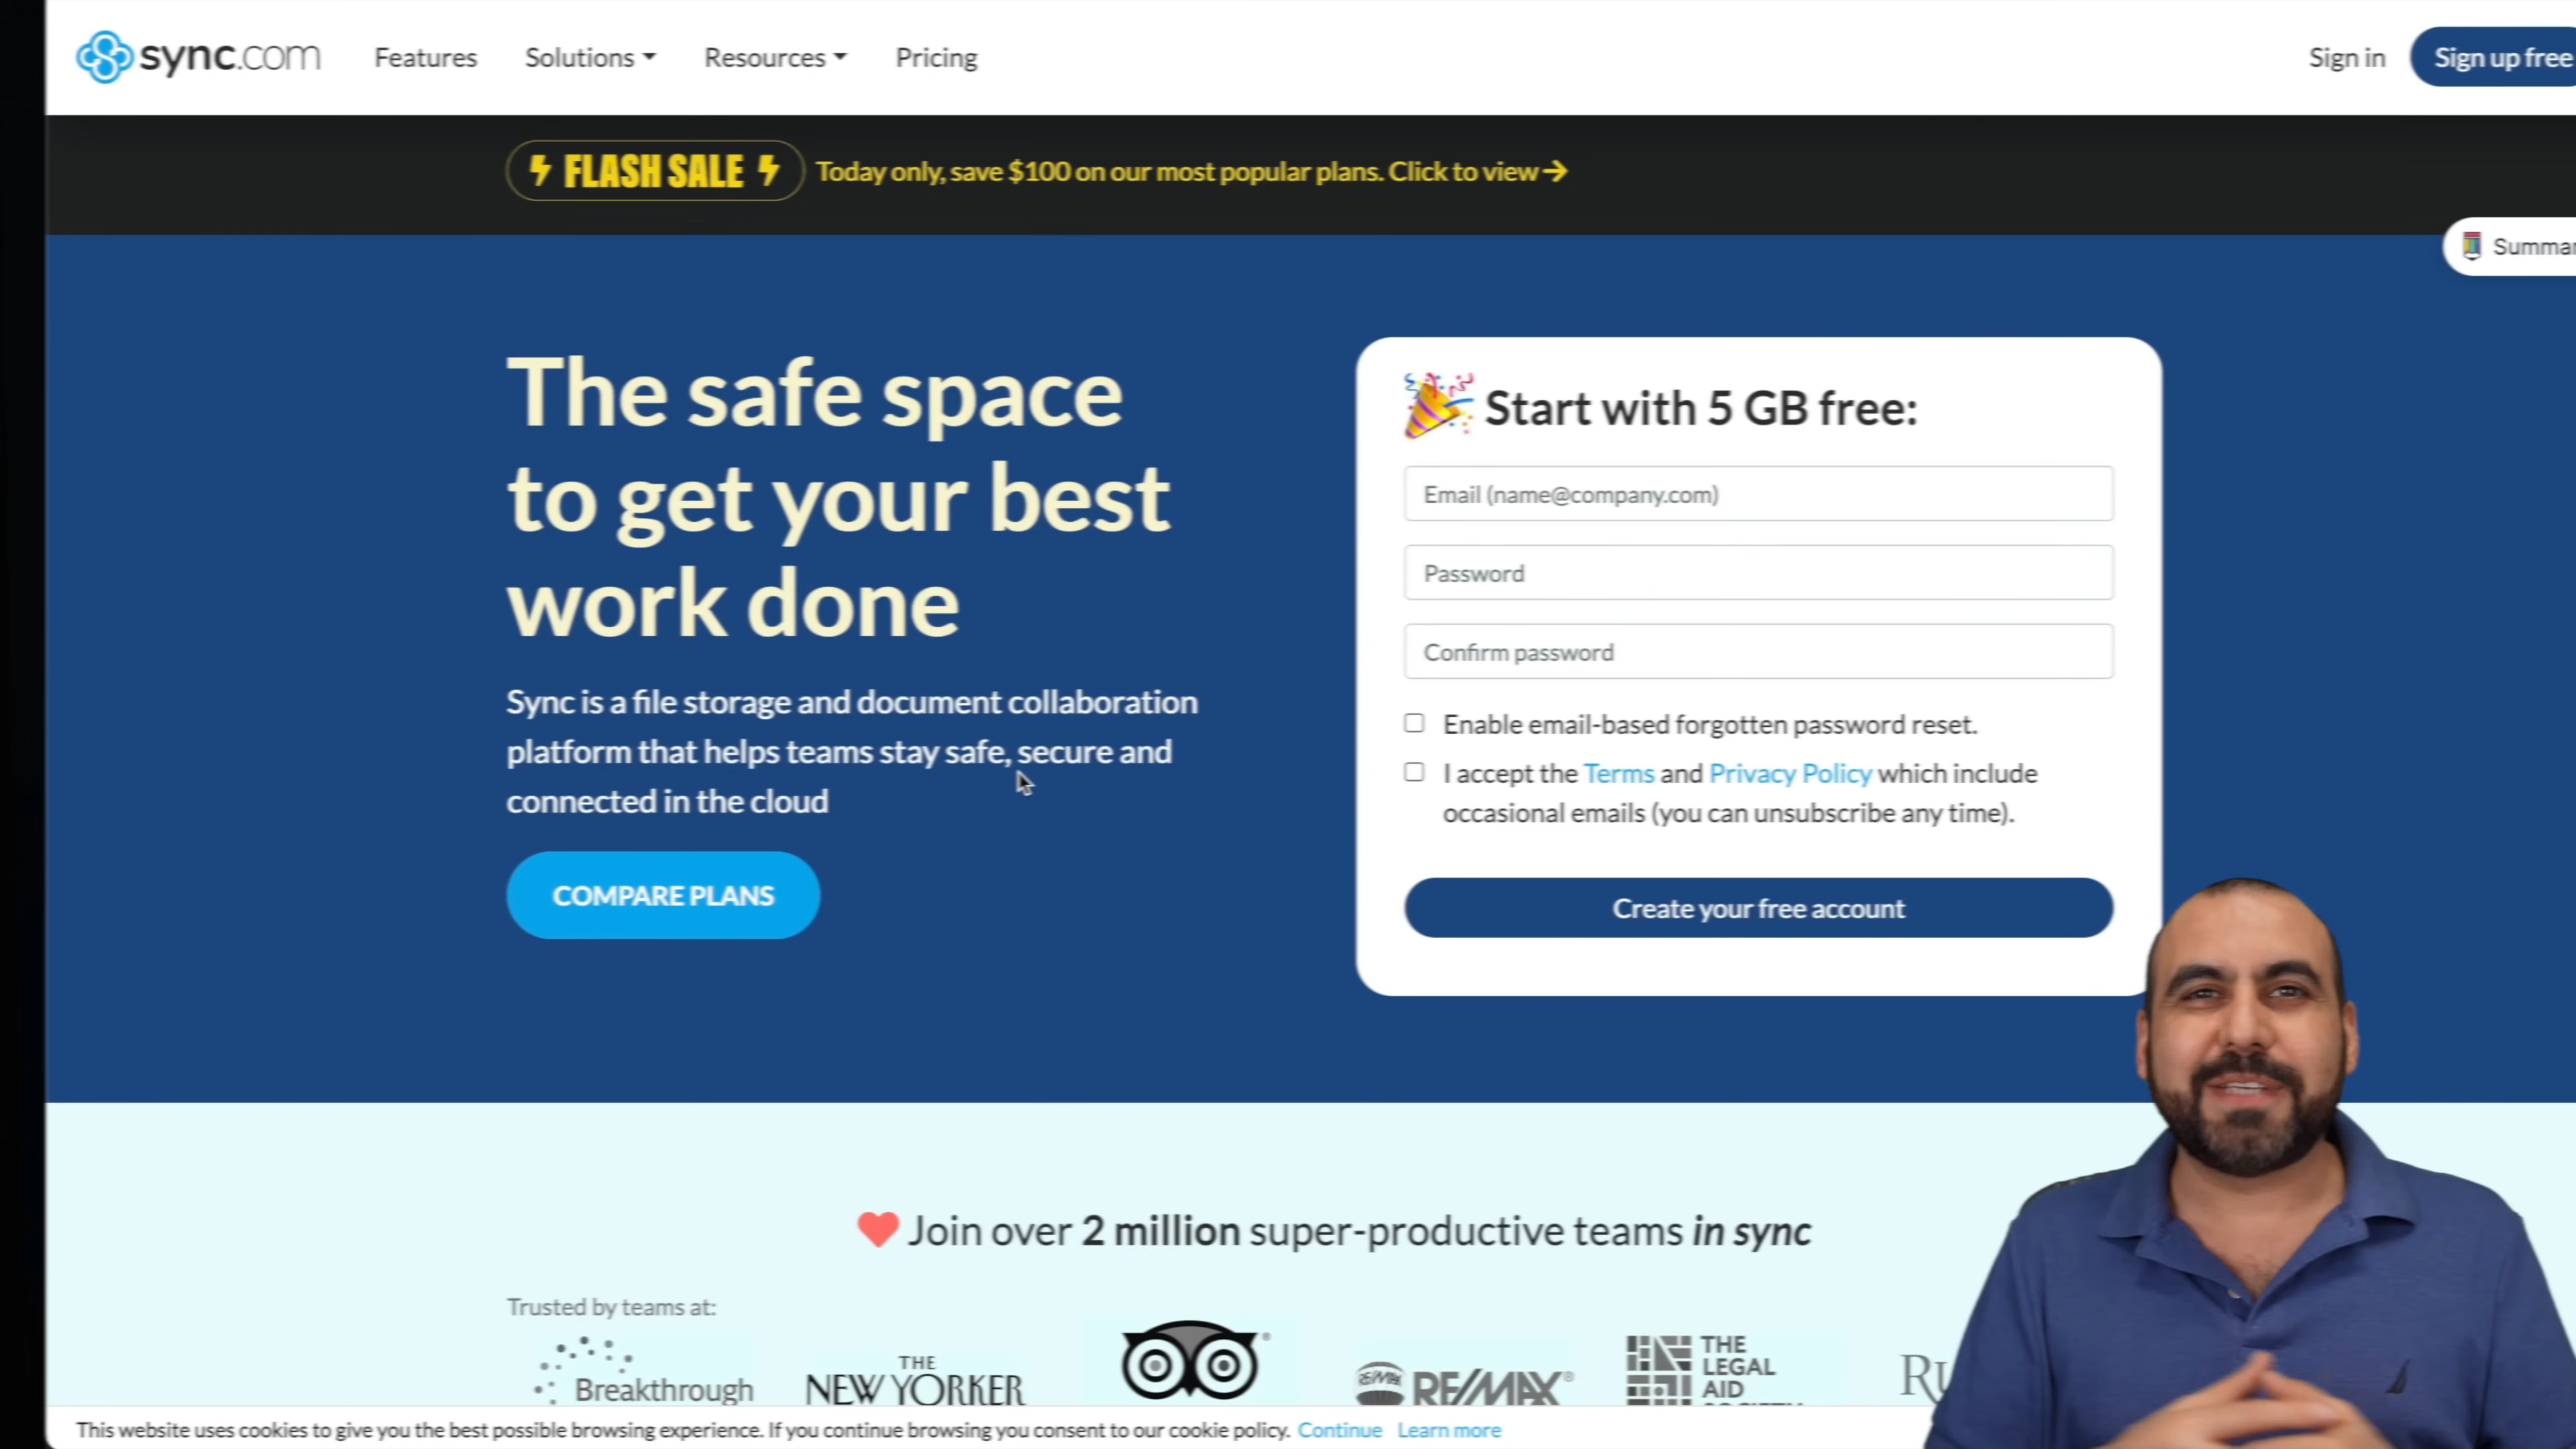 sync.com
Features
Solutions
Resources
Pricing
Sign in
Sign up free
FLASH SALE
Today only, save $100 on our most popular plans. Click to view
The safe space
to get your best
work done
Sync is a file storage and document collaboration
platform that helps teams stay safe, secure and
connected in the cloud
COMPARE PLANS
Start with 5 GB free:
Email (name@company.com)
Password
Confirm password
Enable email-based forgotten password reset.
I accept the Terms and Privacy Policy which include
occasional emails (you can unsubscribe any time).
Create your free account
Join over 2 million super-productive teams in sync
Trusted by teams at:
Breakthrough
THE
NEW YORKER
RE/MAX
RE/MAX
THE
LEGAL
AID
This website uses cookies to give you the best possible browsing experience. If you continue browsing you consent to our cookie policy. Continue Learn more